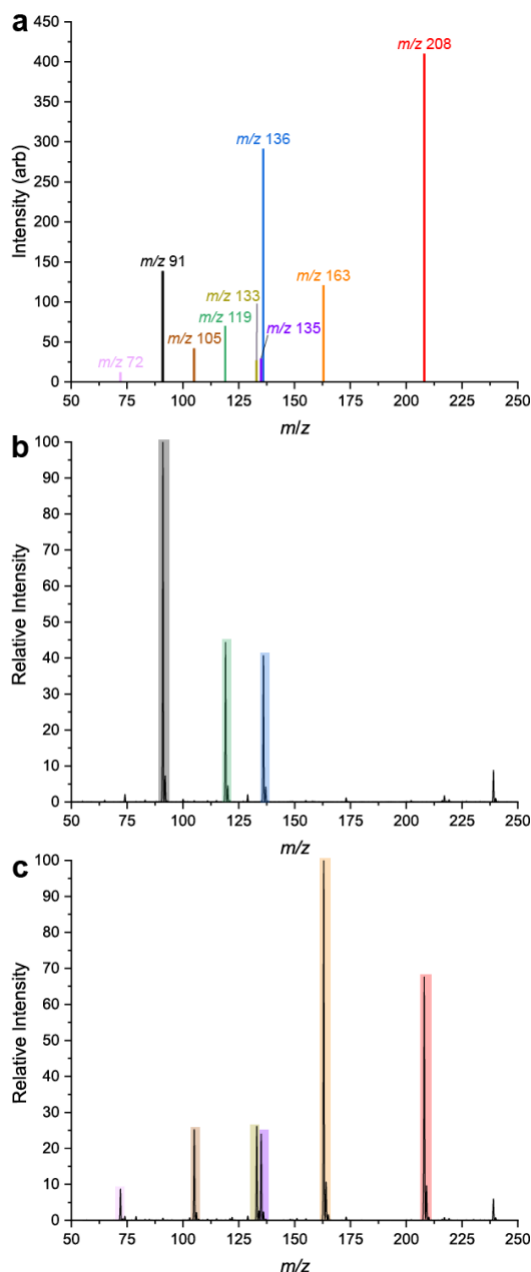 a
450
400
350
300
250
200
150
100
50
0
Intensity (arb)
m/z 208
m/z 136
m/z 91
m/z 133
m/z 163
m/z 119
m/z 135
m/z 105
m/z 72
50 75 100 125 150 175 200 225 250
m/z
b
100
90
80
70
60
50
40
30
20
10
0
Relative Intensity
50 75 100 125 150 175 200 225 250
m/z
c
100
90
80
70
60
50
40
30
20
10
0
Relative Intensity
50 75 100 125 150 175 200 225 250
m/z